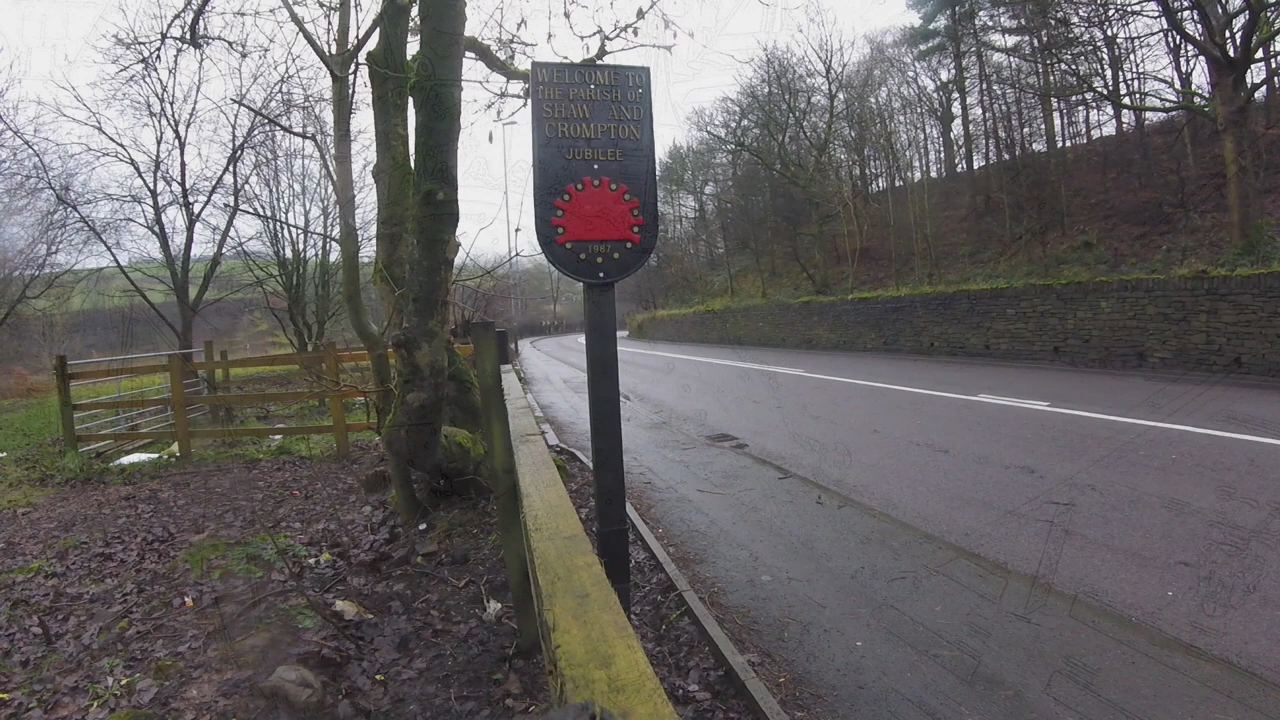 WELCOME TO
THE PARISH OF
SHAW AND
CROMPTON
JUBILEE
1987